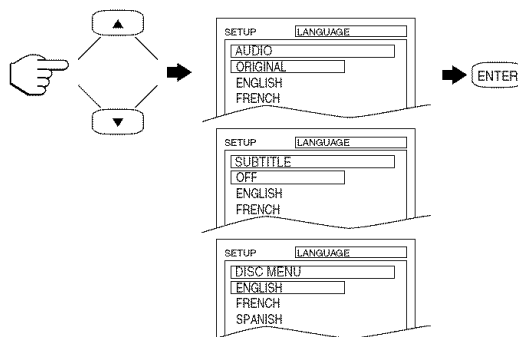 SETUP LANGUAGE
AUDIO
ORIGINAL
ENGLISH
FRENCH
ENTER
SETUP LANGUAGE
SUBTITLE
OFF
ENGLISH
FRENCH
SETUP LANGUAGE
DISC MENU
ENGLISH
FRENCH
SPANISH